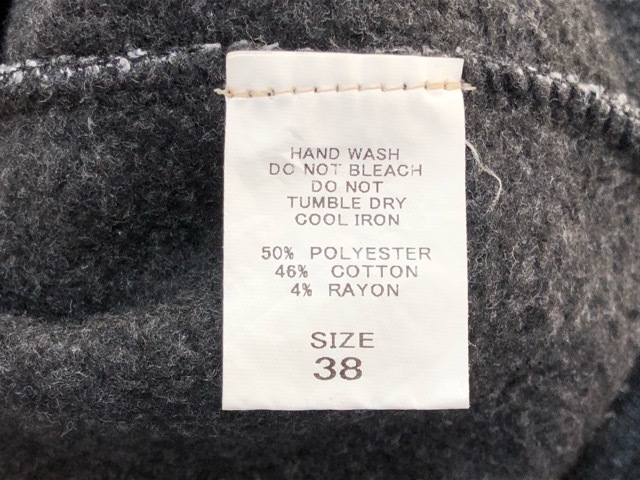 HAND WASH
DO NOT BLEACH
DO NOT
TUMBLE DRY
COOL IRON
50% POLYESTER
46% COTTON
4% RAYON
SIZE
38